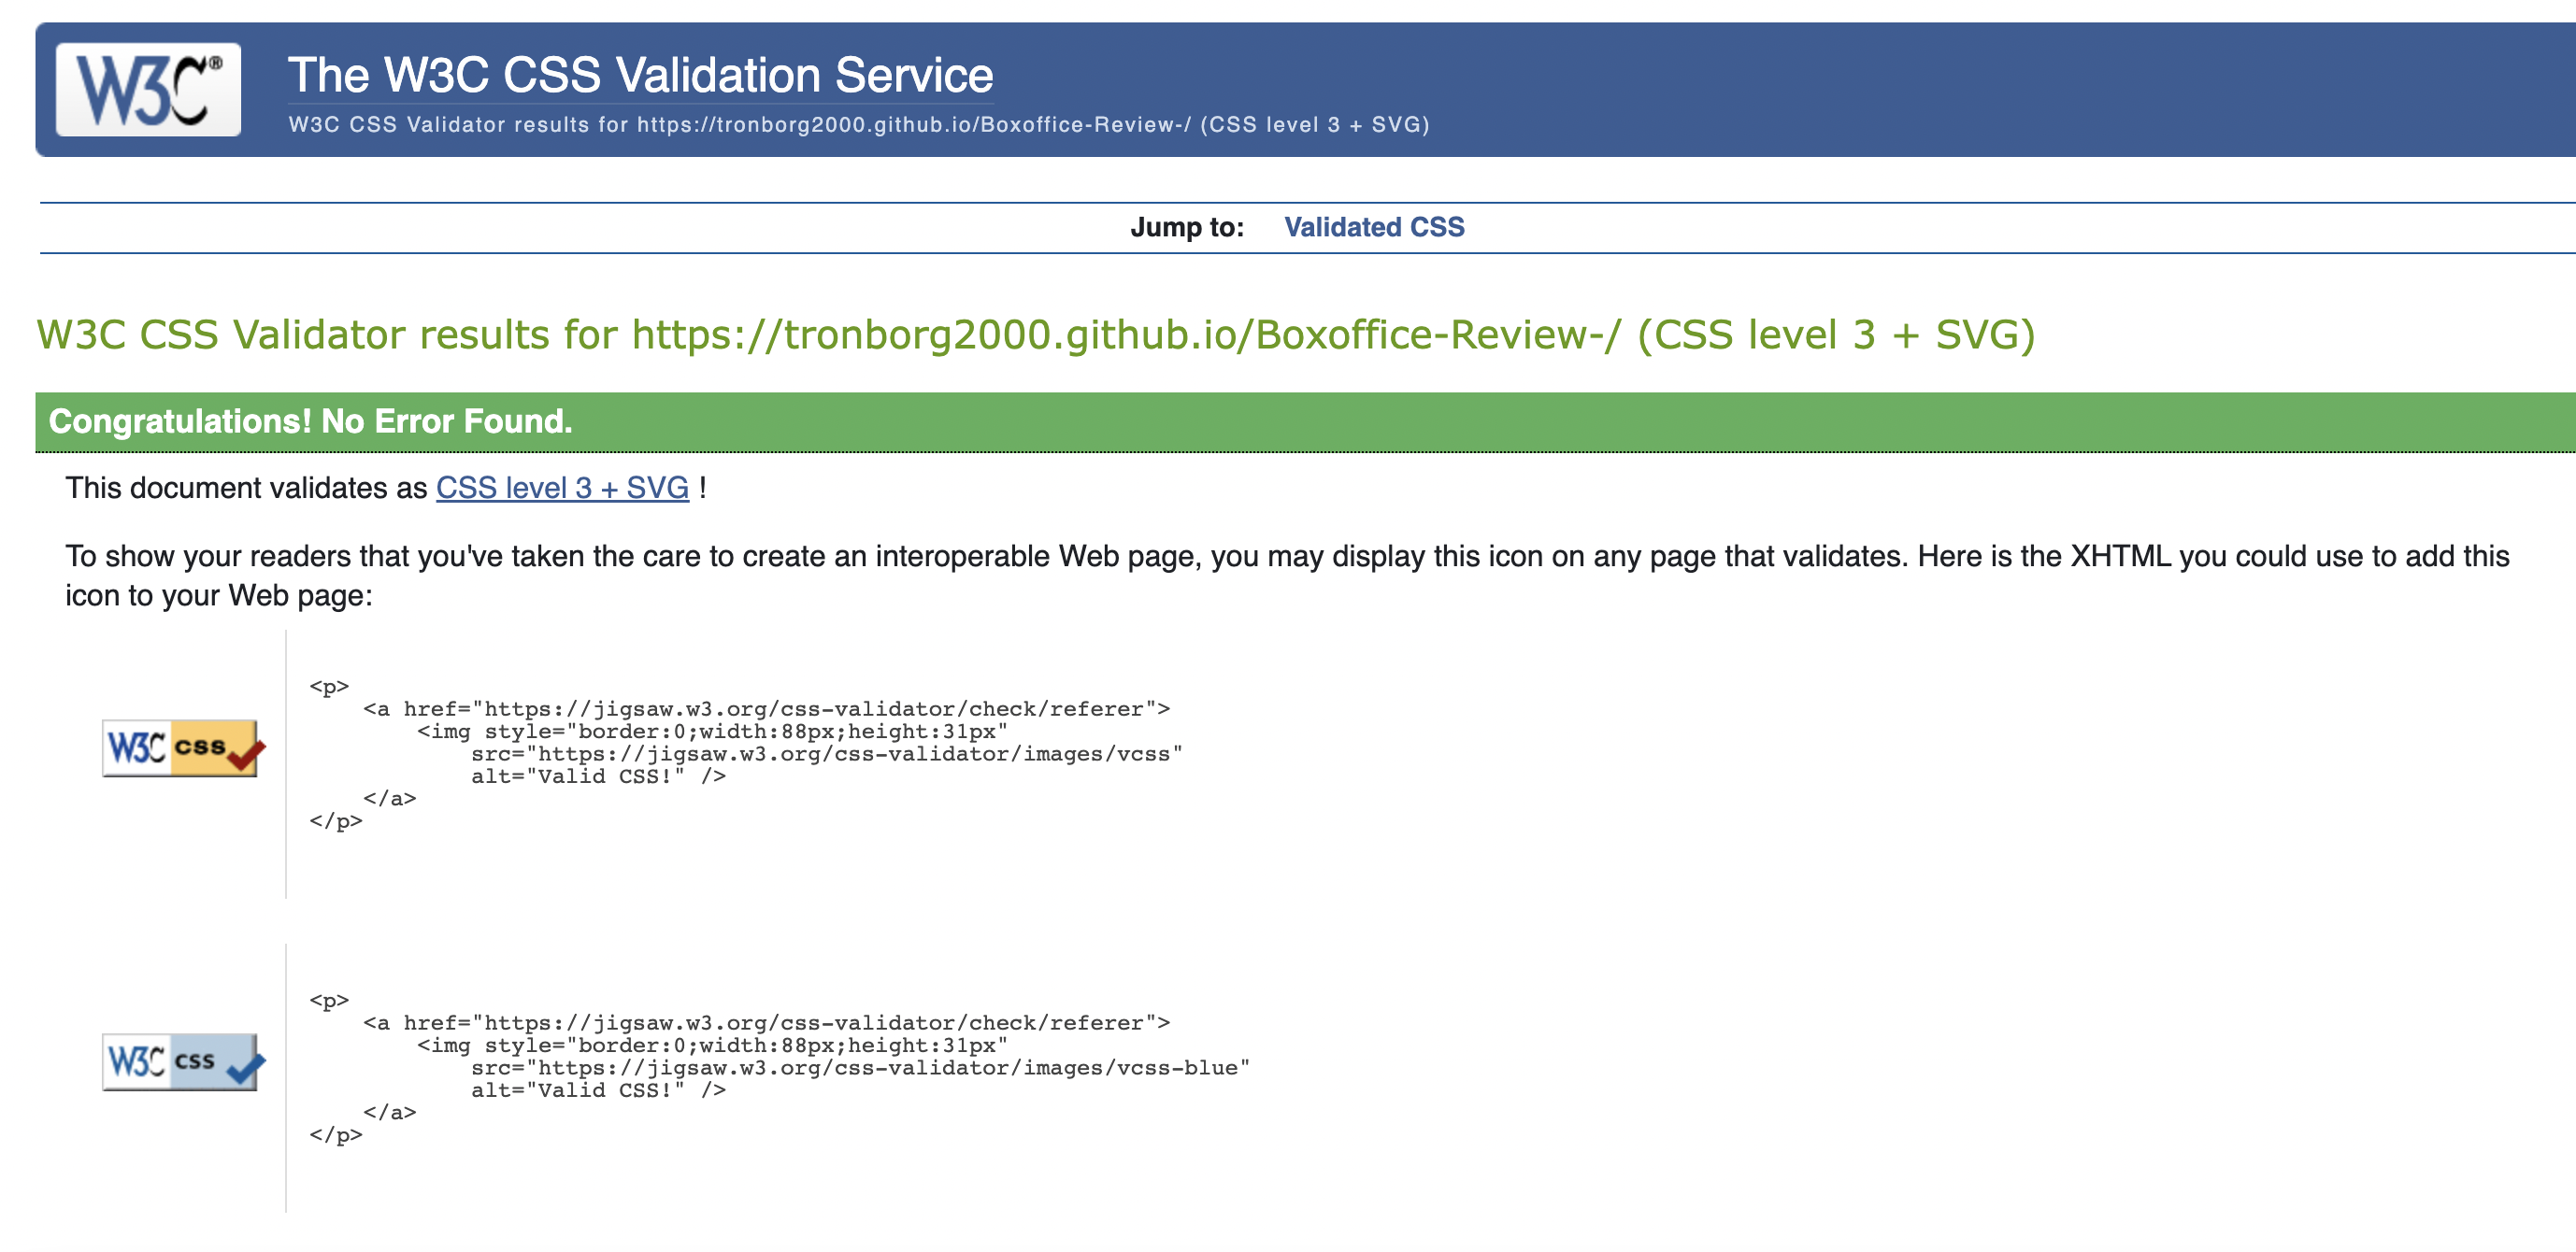 W3C®
The W3C CSS Validation Service
W3C CSS Validator results for https://tronborg2000.github.io/Boxoffice-Review-/ (CSS level 3 + SVG)
Jump to: Validated CSS
W3C CSS Validator results for https://tronborg2000.github.io/Boxoffice-Review-/ (CSS level 3 + SVG)
Congratulations! No Error Found.
This document validates as CSS level 3 + SVG !
To show your readers that you've taken the care to create an interoperable Web page, you may display this icon on any page that validates. Here is the XHTML you could use to add this
icon to your Web page:
W3C css
<p>
    <a href="https://jigsaw.w3.org/css-validator/check/referer">
        <img style="border:0;width:88px;height:31px"
            src="https://jigsaw.w3.org/css-validator/images/vcss"
            alt="Valid CSS!" />
    </a>
</p>
W3C css
<p>
    <a href="https://jigsaw.w3.org/css-validator/check/referer">
        <img style="border:0;width:88px;height:31px"
            src="https://jigsaw.w3.org/css-validator/images/vcss-blue"
            alt="Valid CSS!" />
    </a>
</p>